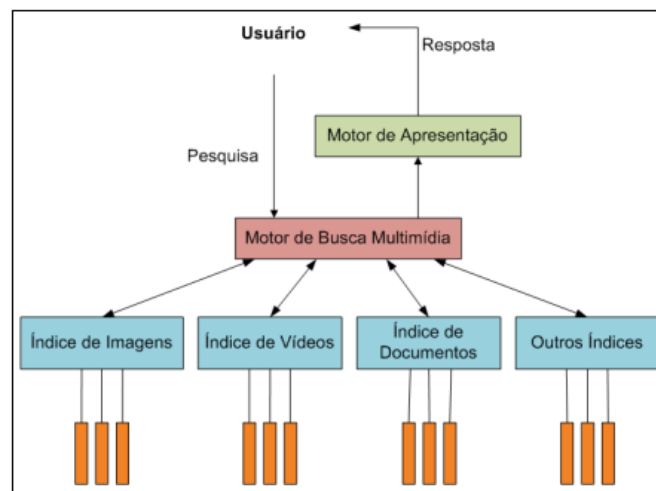 Usuário
Resposta
Motor de Apresentação
Pesquisa
Motor de Busca Multimídia
Índice de Imagens
Índice de Vídeos
Índice de
Documentos
Outros Índices